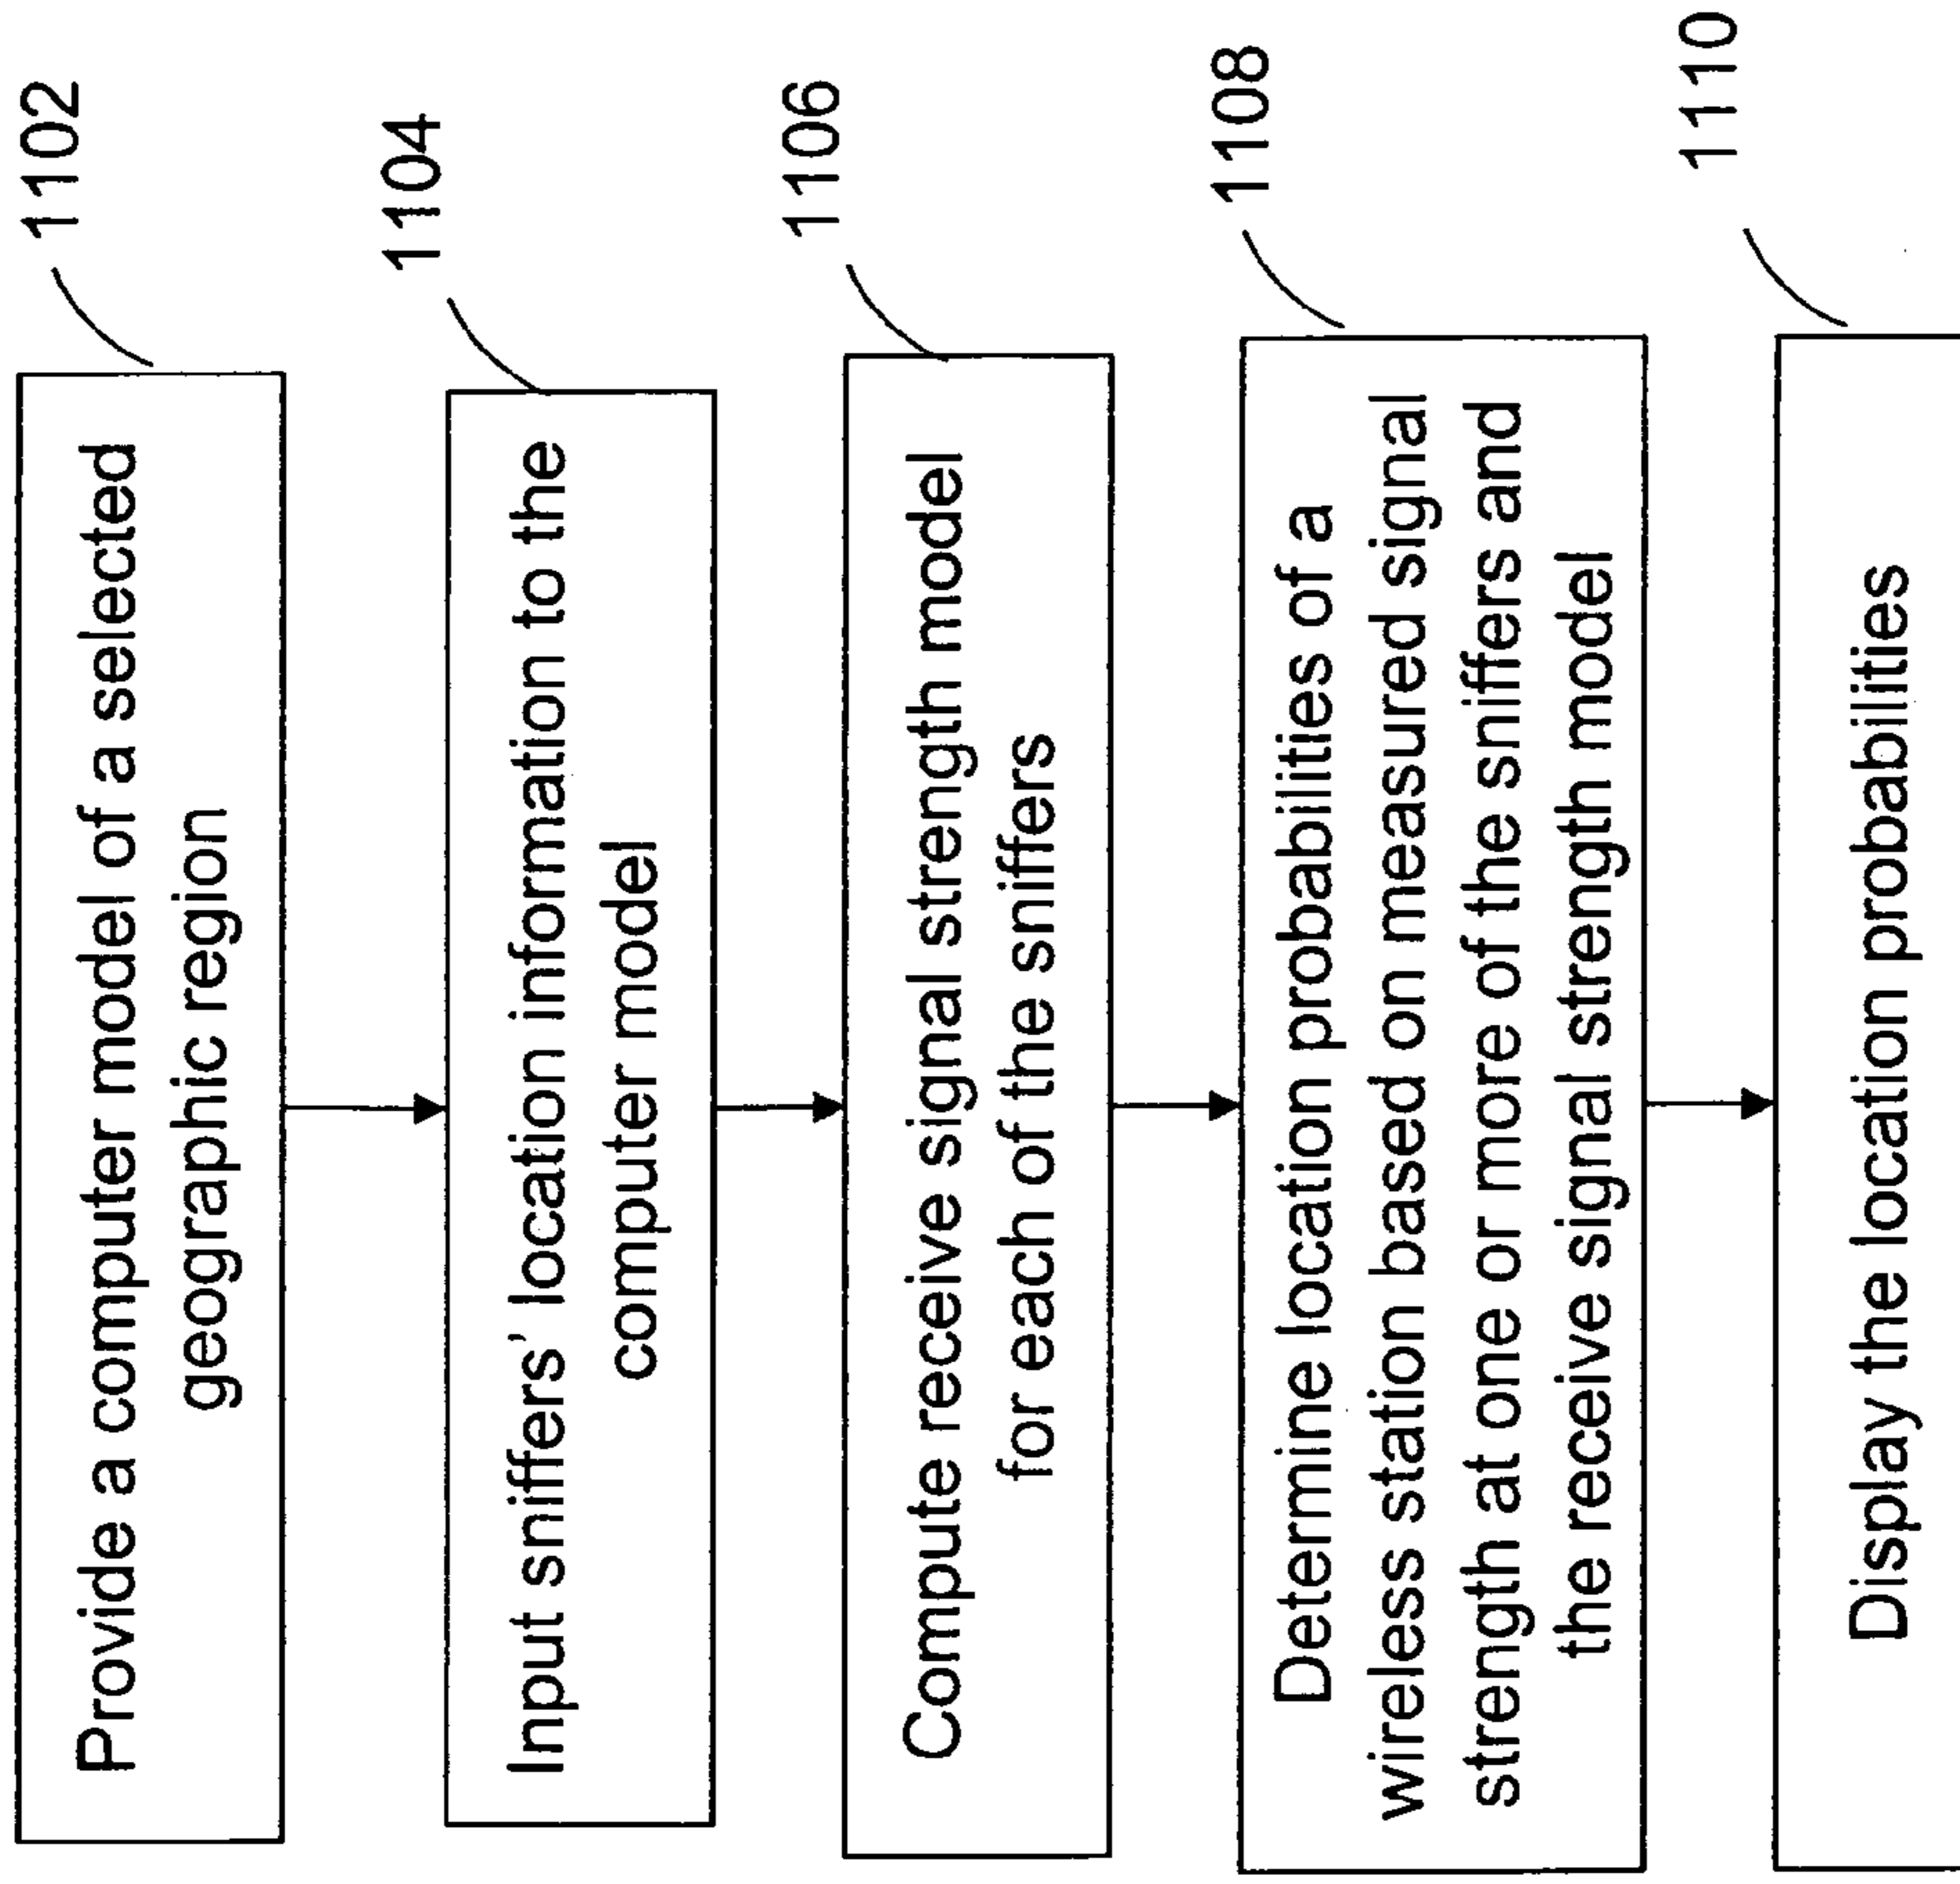 Provide a computer model of a selected
geographic region
1102
Input sniffers' location information to the
computer model
1104
Compute receive signal strength model
for each of the sniffers
1106
Determine location probabilities of a
wireless station based on measured signal
strength at one or more of the sniffers and
the receive signal strength model
1108
Display the location probabilities
1110